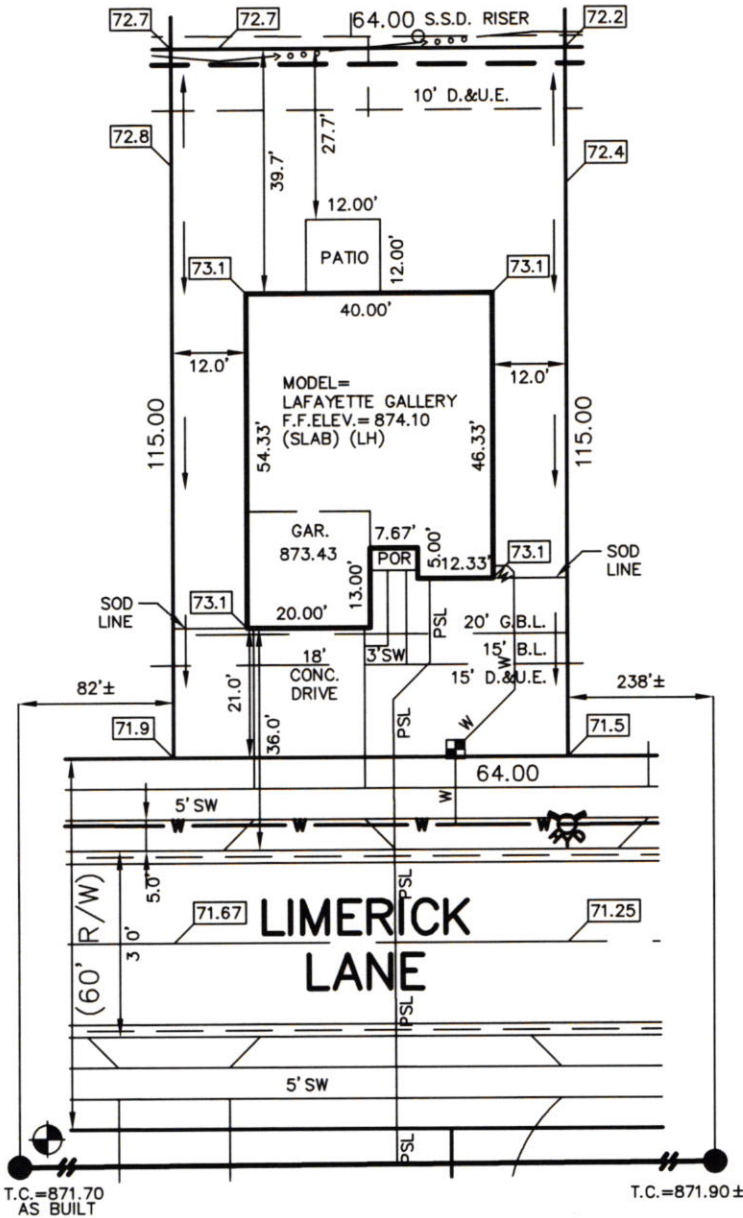 72.7
72.7
64.00 S.S.D. RISER
72.2
10' D.&U.E.
72.8
72.4
39.7'
27.7'
12.00'
PATIO
12.00'
73.1
73.1
40.00'
12.0'
12.0'
MODEL=
LAFAYETTE GALLERY
F.F.ELEV.= 874.10
(SLAB) (LH)
115.00
54.33'
46.33'
115.00
GAR.
873.43
7.67'
POR
5.00'
12.33'
73.1
SOD
LINE
13.00'
73.1
20.00'
SOD
LINE
PSL
20' G.B.L.
15' B.L.
W
15' D.&U.E.
3'SW
18'
CONC.
DRIVE
21.0'
36.0'
82'±
238'±
PSL
W
71.9
71.5
64.00
W
5' SW
W
W
W
W
5.0'
(60' R/W)
PSL
71.67
71.25
LIMERICK
LANE
PSL
5' SW
PSL
T.C.=871.70
AS BUILT
T.C.=871.90±